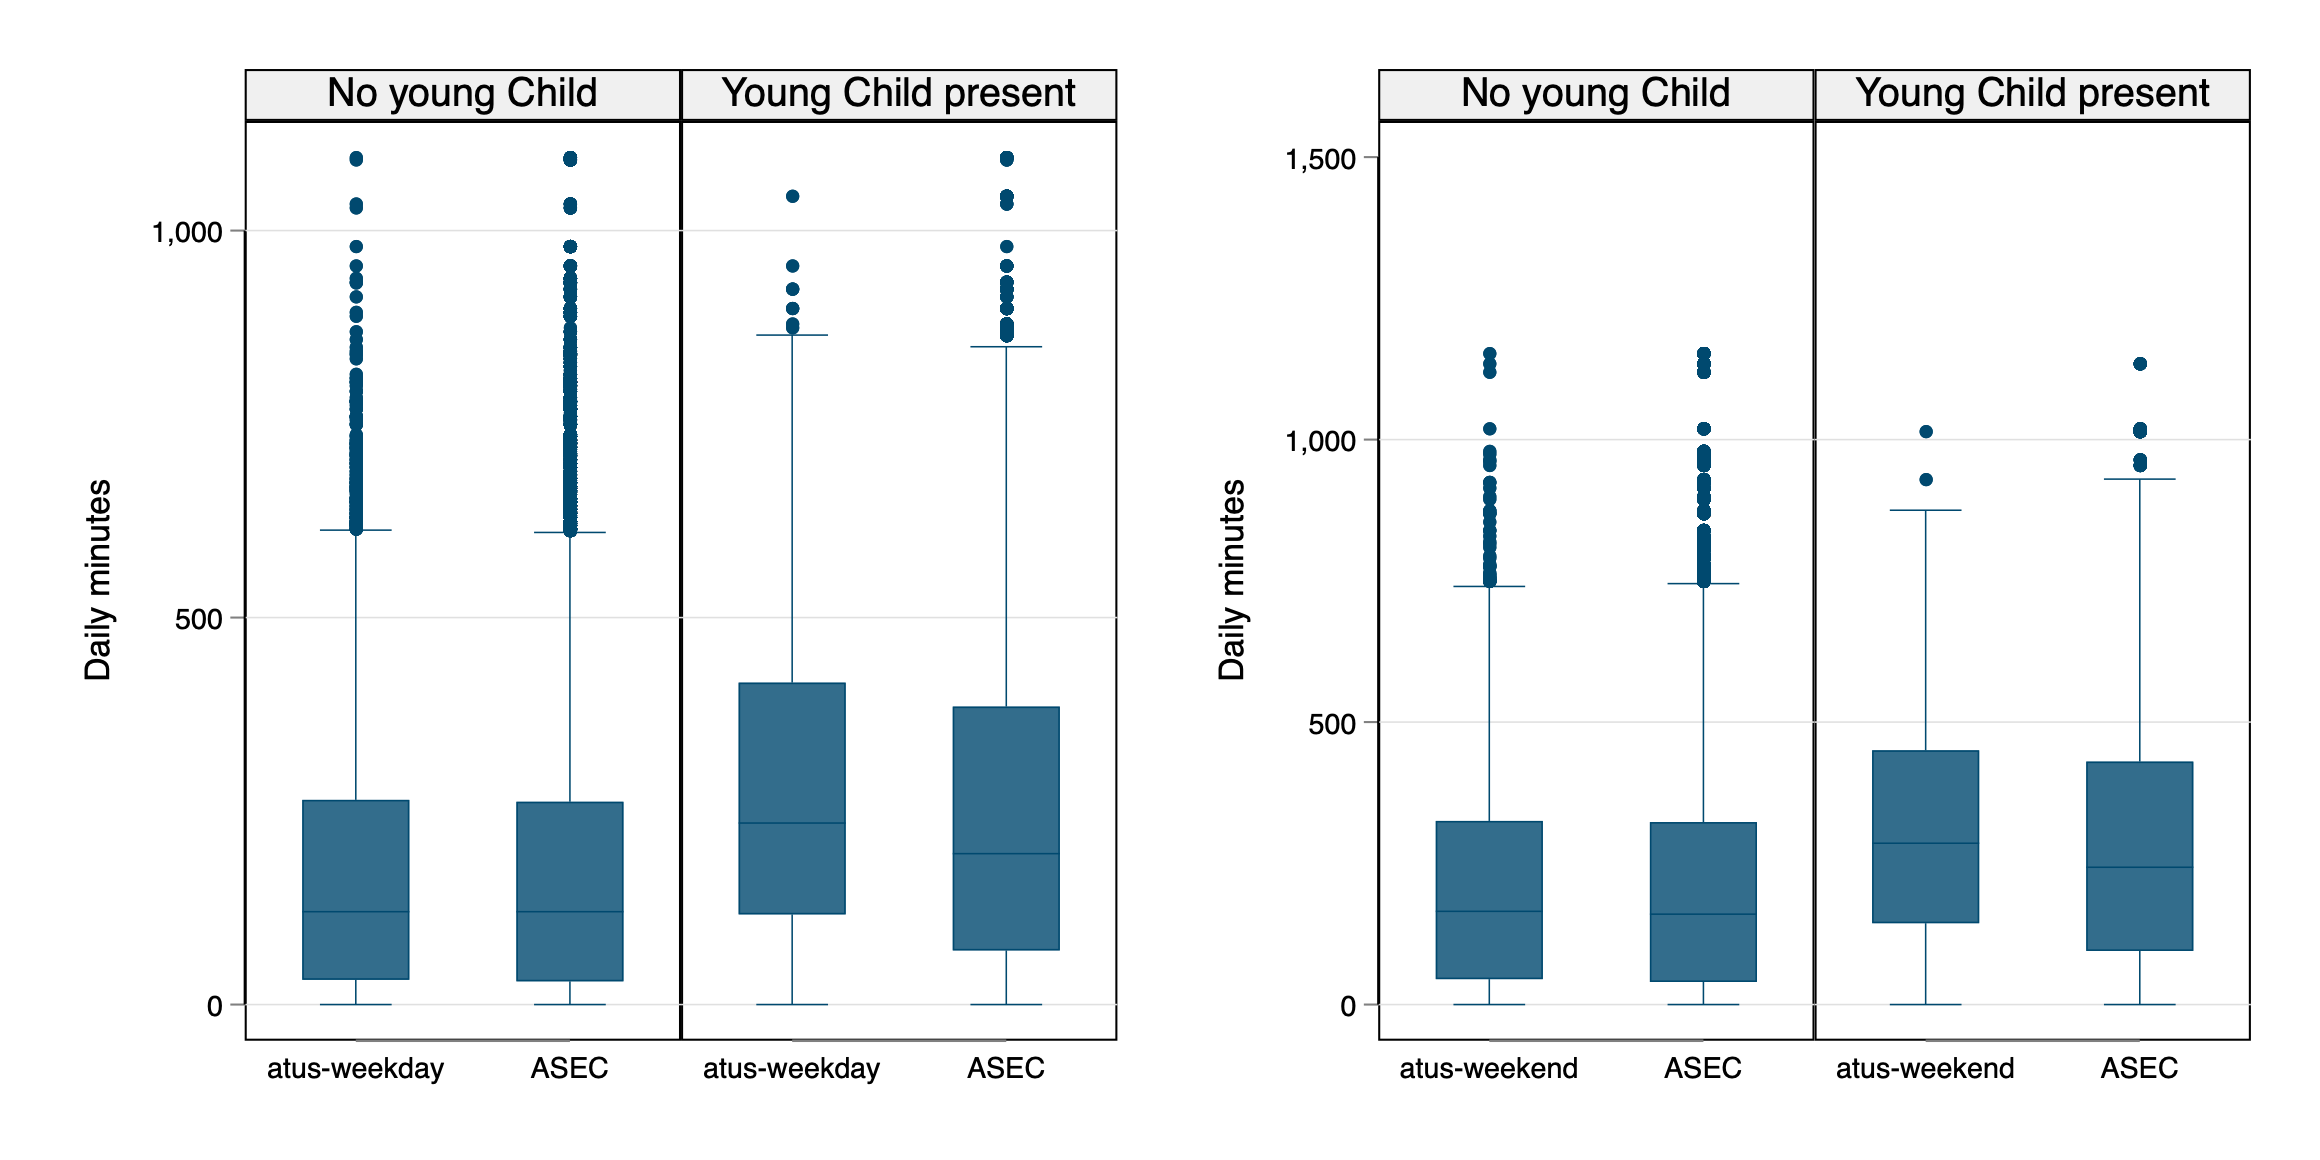 No young Child
Young Child present
1,000
500
0
Daily minutes
atus-weekday
ASEC
atus-weekday
ASEC
No young Child
Young Child present
1,500
1,000
500
0
Daily minutes
atus-weekend
ASEC
atus-weekend
ASEC